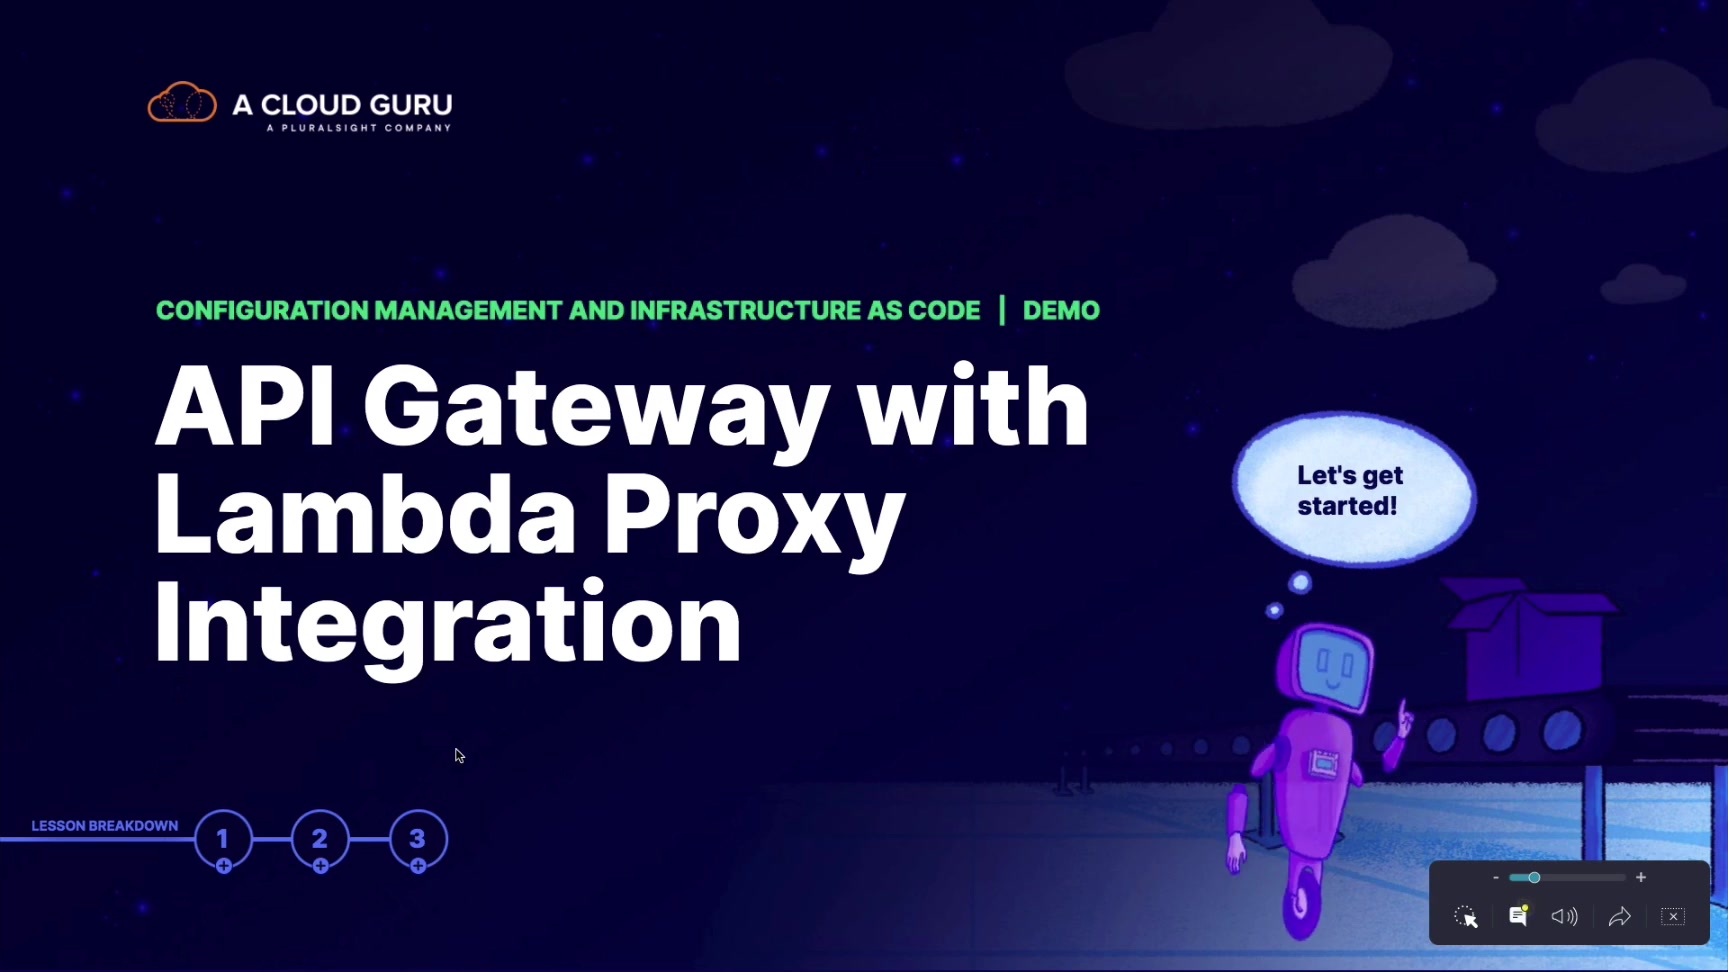 A CLOUD GURU
A PLURALSIGHT COMPANY
CONFIGURATION MANAGEMENT AND INFRASTRUCTURE AS CODE | DEMO
API Gateway with
Lambda Proxy
Integration
Let's get
started!
LESSON BREAKDOWN
1
2
3